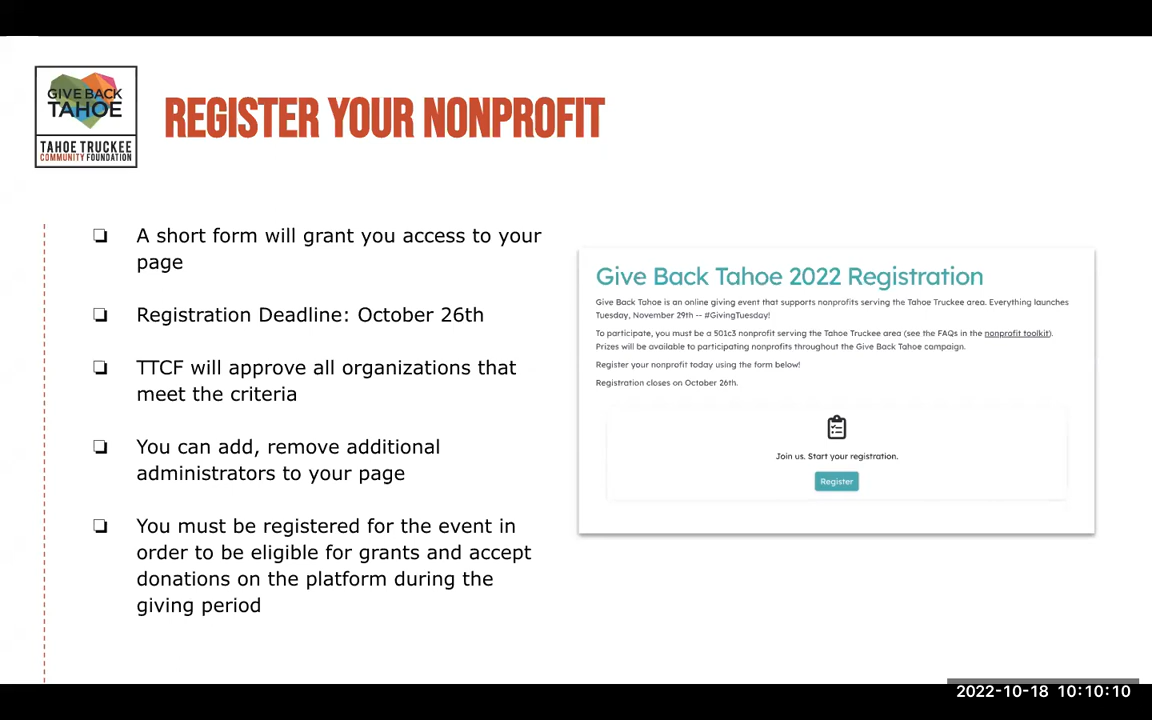 GIVE BACK
TAHOE
TAHOE TRUCKEE
COMMUNITY FOUNDATION
REGISTER YOUR NONPROFIT
❏ A short form will grant you access to your
page
❏ Registration Deadline: October 26th
❏ TTCF will approve all organizations that
meet the criteria
❏ You can add, remove additional
administrators to your page
❏ You must be registered for the event in
order to be eligible for grants and accept
donations on the platform during the
giving period
Give Back Tahoe 2022 Registration
Give Back Tahoe is an online giving event that supports nonprofits serving the Tahoe Truckee area. Everything launches
Tuesday, November 29th -- #GivingTuesday!
To participate, you must be a 501c3 nonprofit serving the Tahoe Truckee area (see the FAQs in the nonprofit toolkit).
Prizes will be available to participating nonprofits throughout the Give Back Tahoe campaign.
Register your nonprofit today using the form below!
Registration closes on October 26th.
Join us. Start your registration.
Register
2022-10-18 10:10:10